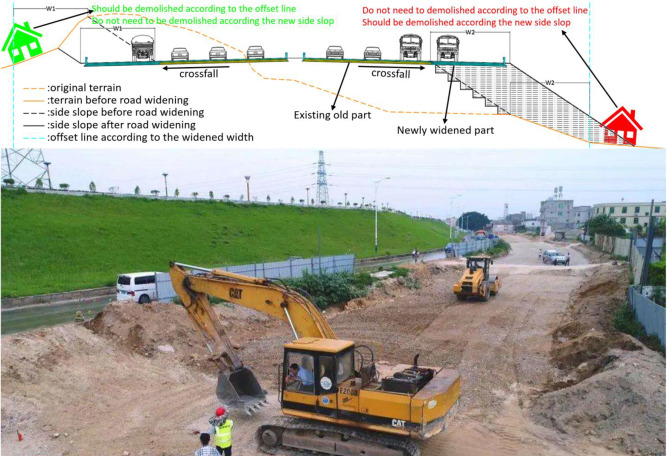 Should be demolished according the offset line
Do not need to be demolished according the new side slop
Do not need to demolished according to the offset line
Should be demolished according the new side slop
W1
W1
W2
W2
crossfall
crossfall
Existing old part
Newly widened part
:original terrain
:terrain before road widening
:side slope before road widening
:side slope after road widening
:offset line according to the widened width
CAT
CAT